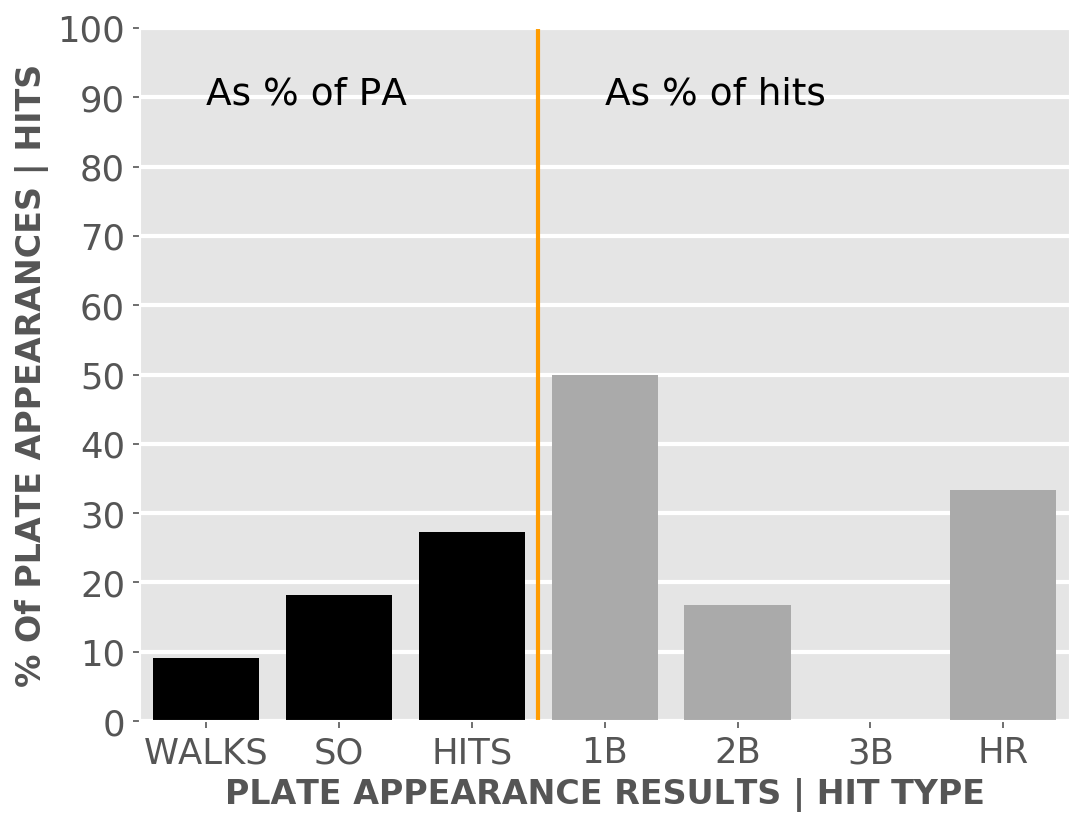 100
90
80
70
60
50
40
30
20
10
0
% Of PLATE APPEARANCES | HITS
As % of PA
As % of hits
WALKS SO HITS 1B 2B 3B HR
PLATE APPEARANCE RESULTS | HIT TYPE